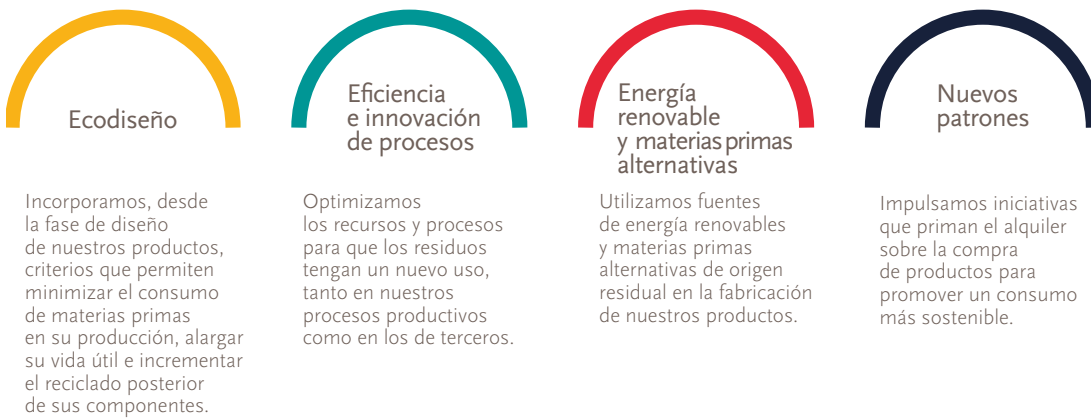 Ecodiseño
Incorporamos, desde
la fase de diseño
de nuestros productos,
criterios que permiten
minimizar el consumo
de materias primas
en su producción, alargar
su vida útil e incrementar
el reciclado posterior
de sus componentes.
Eficiencia
e innovación
de procesos
Optimizamos
los recursos y procesos
para que los residuos
tengan un nuevo uso,
tanto en nuestros
procesos productivos
como en los de terceros.
Energía
renovable
y materias primas
alternativas
Utilizamos fuentes
de energía renovables
y materias primas
alternativas de origen
residual en la fabricación
de nuestros productos.
Nuevos
patrones
Impulsamos iniciativas
que priman el alquiler
sobre la compra
de productos para
promover un consumo
más sostenible.